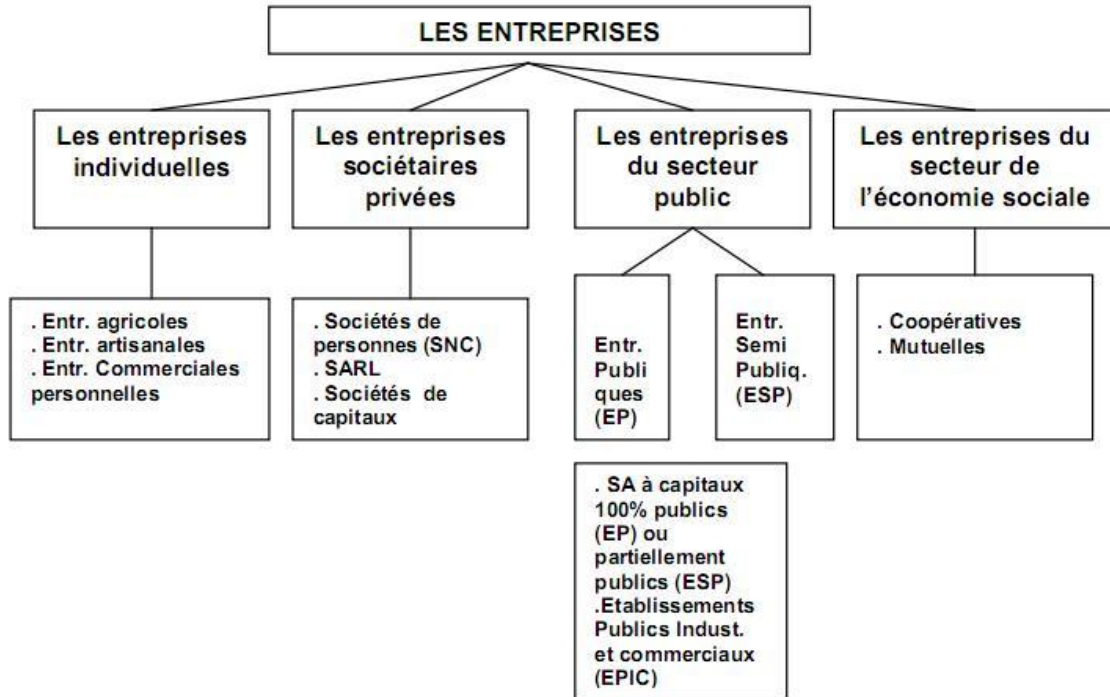 LES ENTREPRISES
Les entreprises
individuelles
Les entreprises
sociétaires
privées
Les entreprises
du secteur
public
Les entreprises du
secteur de
l'économie sociale
. Entr. agricoles
. Entr. artisanales
. Entr. Commerciales
personnelles
. Sociétés de
personnes (SNC)
. SARL
. Sociétés de
capitaux
Entr.
Publi
ques
(EP)
Entr.
Semi
Publiq.
(ESP)
. Coopératives
. Mutuelles
. SA à capitaux
100% publics
(EP) ou
partiellement
publics (ESP)
.Etablissements
Publics Indust.
et commerciaux
(EPIC)